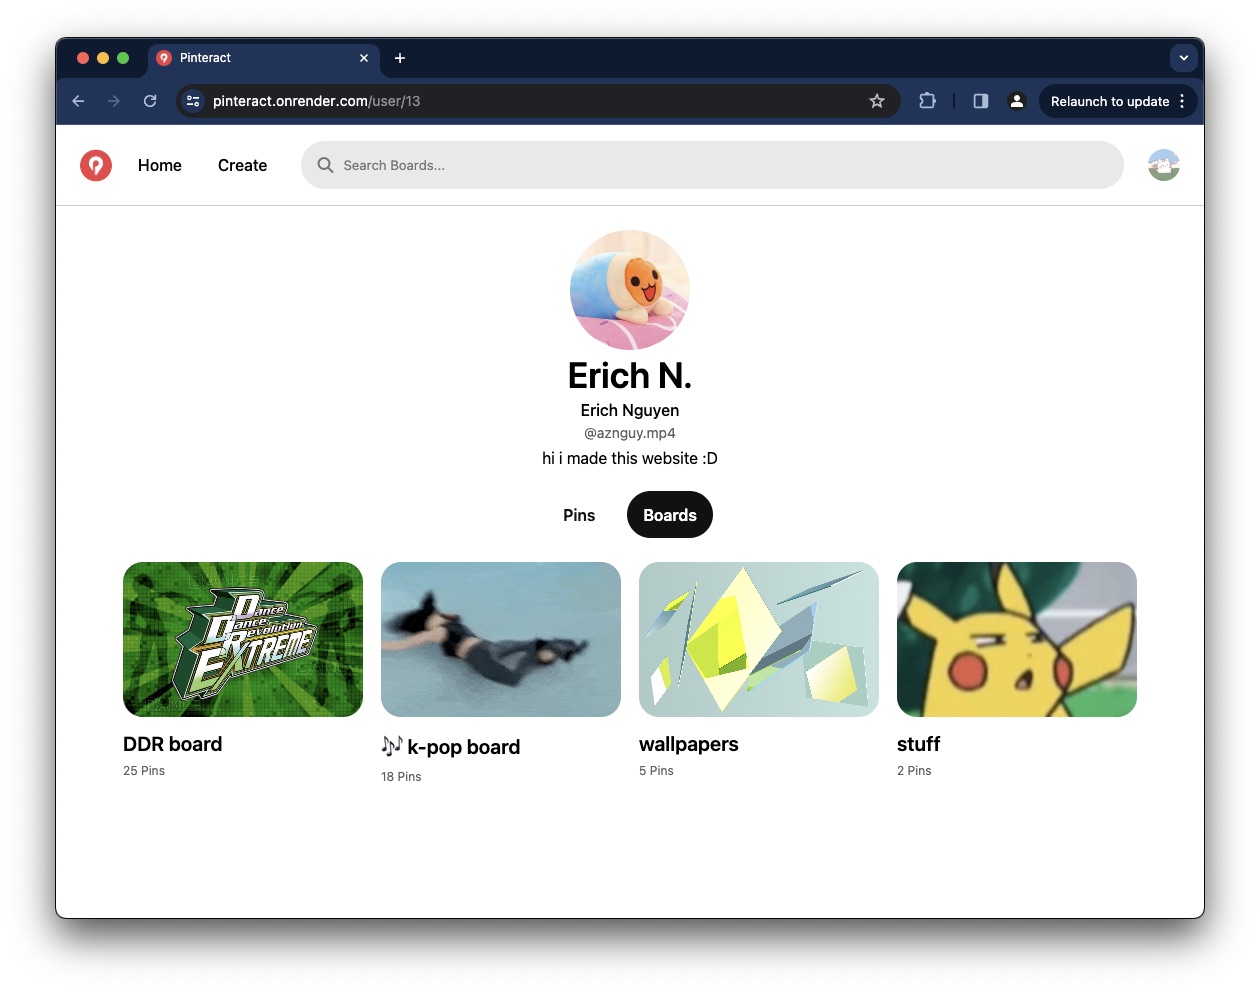 Pinteract
pinteract.onrender.com/user/13
Relaunch to update
Home
Create
Search Boards...
Erich N.
Erich Nguyen
@aznguy.mp4
hi i made this website :D
Pins
Boards
Dance
Dance
Revolution
EXTREME
DDR board
25 Pins
🎶 k-pop board
18 Pins
wallpapers
5 Pins
stuff
2 Pins